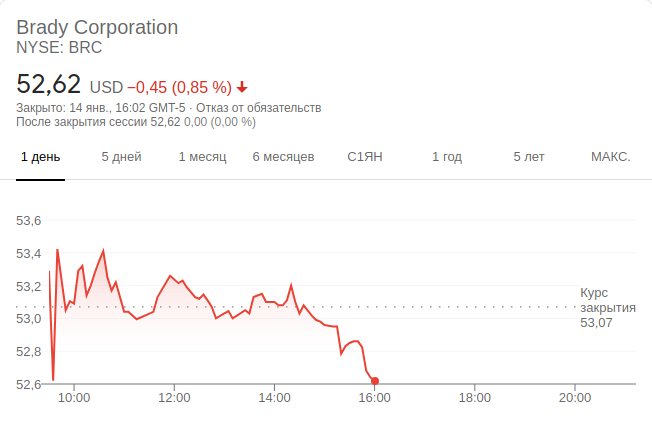 Brady Corporation
NYSE: BRC
52,62 USD −0,45 (0,85 %)
Закрыто: 14 янв., 16:02 GMT-5 · Отказ от обязательств
После закрытия сессии 52,62 0,00 (0,00 %)
1 день 5 дней 1 месяц 6 месяцев С1ЯН 1 год 5 лет МАКС.
53,6
53,4
53,2
53,0
52,8
52,6
Курс
закрытия
53,07
10:00 12:00 14:00 16:00 18:00 20:00